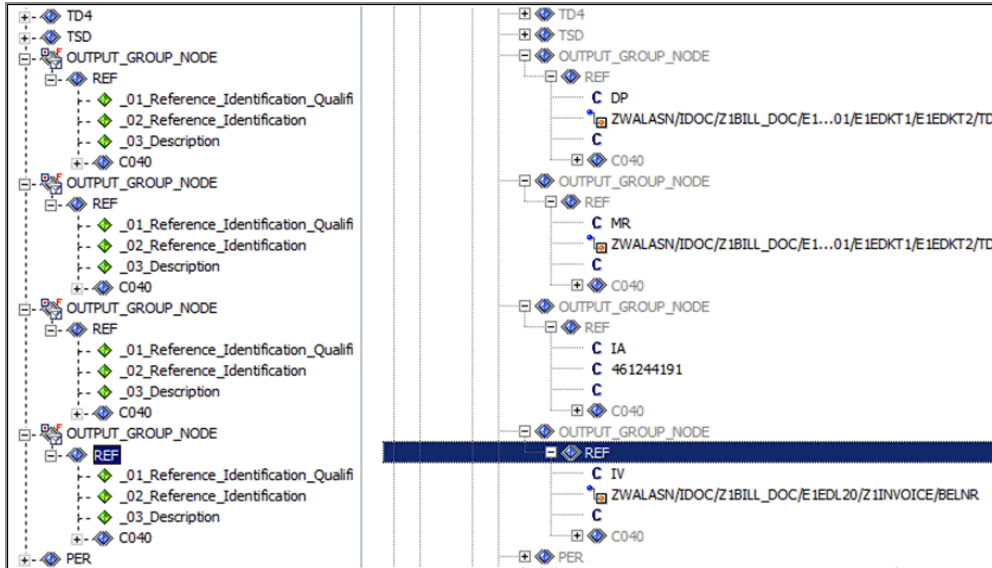 TD4
TSD
OUTPUT_GROUP_NODE
REF
_01_Reference_Identification_Qualifi
_02_Reference_Identification
_03_Description
C040
OUTPUT_GROUP_NODE
REF
_01_Reference_Identification_Qualifi
_02_Reference_Identification
_03_Description
C040
OUTPUT_GROUP_NODE
REF
_01_Reference_Identification_Qualifi
_02_Reference_Identification
_03_Description
C040
OUTPUT_GROUP_NODE
REF
_01_Reference_Identification_Qualifi
_02_Reference_Identification
_03_Description
C040
PER
TD4
TSD
OUTPUT_GROUP_NODE
REF
C DP
ZWALASN/IDOC/Z1BILL_DOC/E1...01/E1EDKT1/E1EDKT2/TD
C
C040
OUTPUT_GROUP_NODE
REF
C MR
ZWALASN/IDOC/Z1BILL_DOC/E1...01/E1EDKT1/E1EDKT2/TD
C
C040
OUTPUT_GROUP_NODE
REF
C IA
C 461244191
C
C040
OUTPUT_GROUP_NODE
REF
C IV
ZWALASN/IDOC/Z1BILL_DOC/E1EDL20/Z1INVOICE/BELNR
C
C040
PER